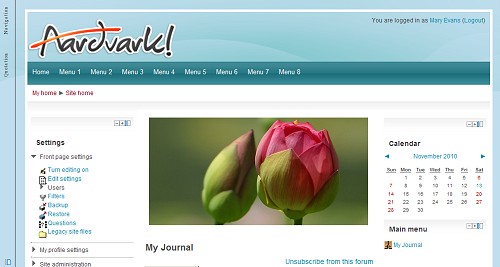 Navigation
Question
You are logged in as Mary Evans (Logout)
Aardvark!
Home Menu 1 Menu 2 Menu 3 Menu 4 Menu 5 Menu 6 Menu 7 Menu 8
My home ► Site home
Settings
Front page settings
Turn editing on
Edit settings
Users
Filters
Backup
Restore
Questions
Legacy site files
My profile settings
Site administration
My Journal
Unsubscribe from this forum
Calendar
◄ November 2010 ►
Sun Mon Tue Wed Thu Fri Sat
1 2 3 4 5 6
7 8 9 10 11 12 13
14 15 16 17 18 19 20
21 22 23 24 25 26 27
28 29 30
Main menu
My Journal